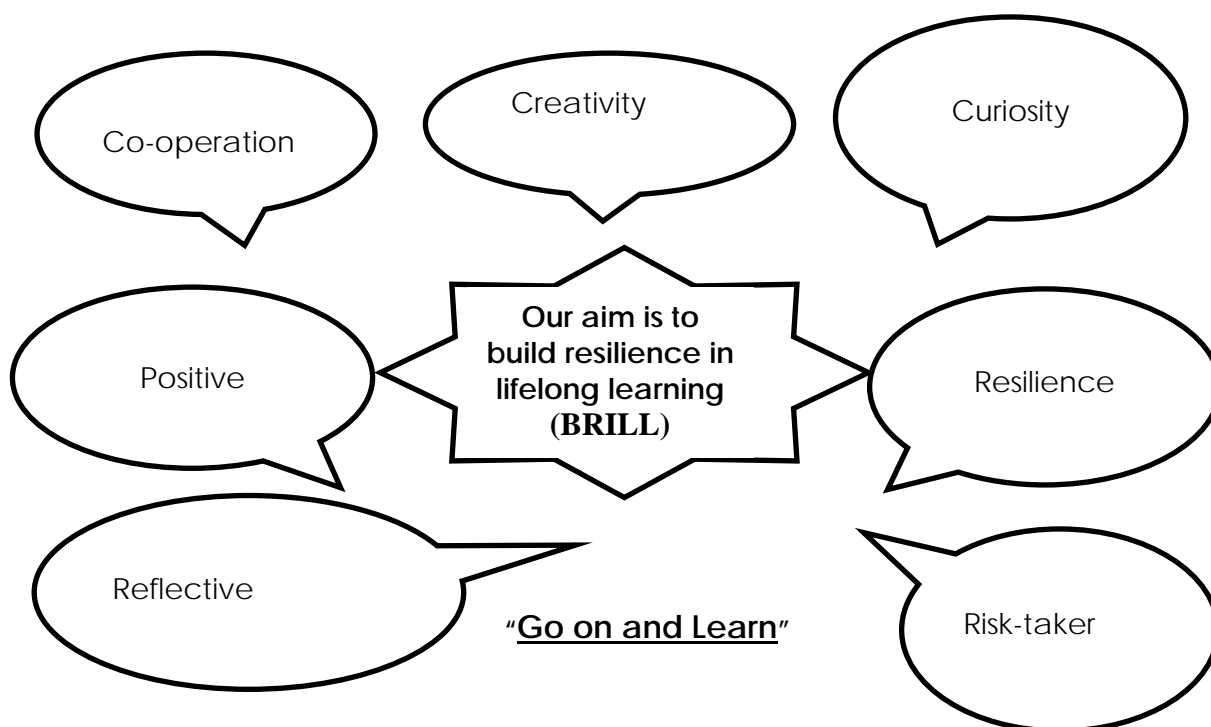 Co-operation
Creativity
Curiosity
Positive
Our aim is to
build resilience in
lifelong learning
(BRILL)
Resilience
Reflective
"Go on and Learn"
Risk-taker